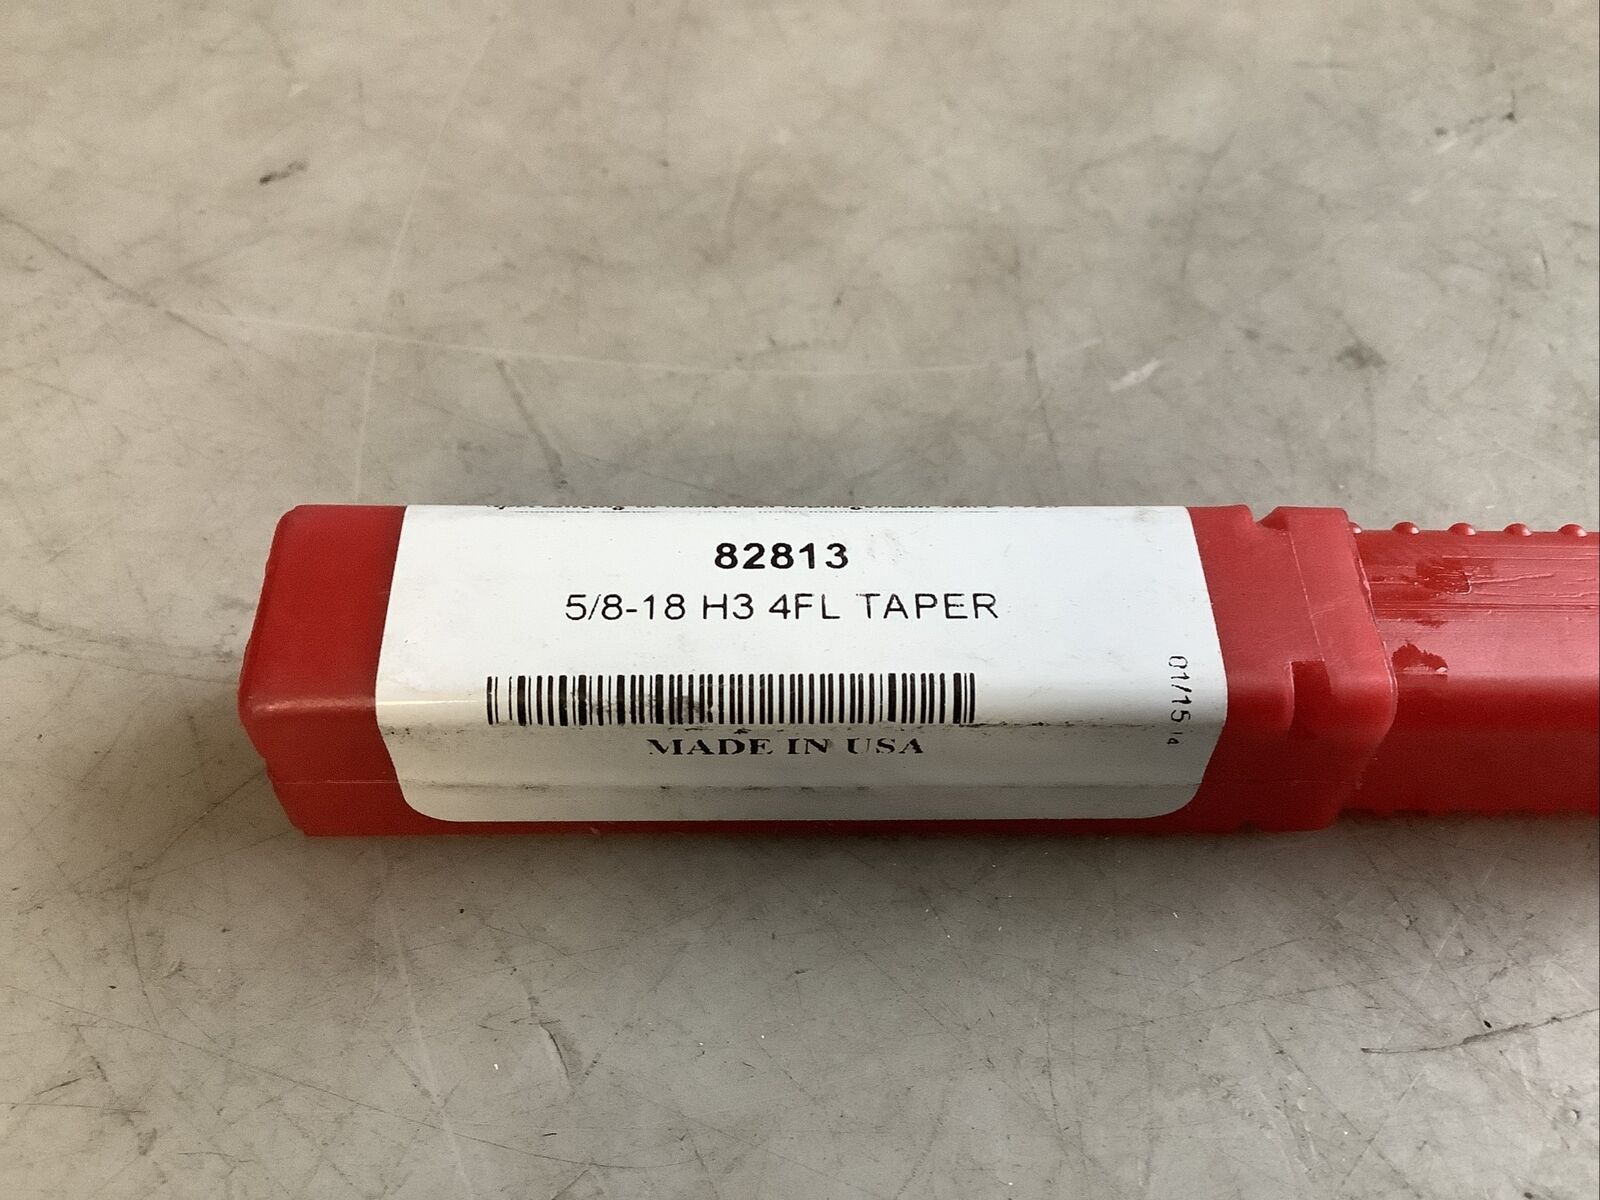 82813
5/8-18 H3 4FL TAPER
MADE IN USA
01/15